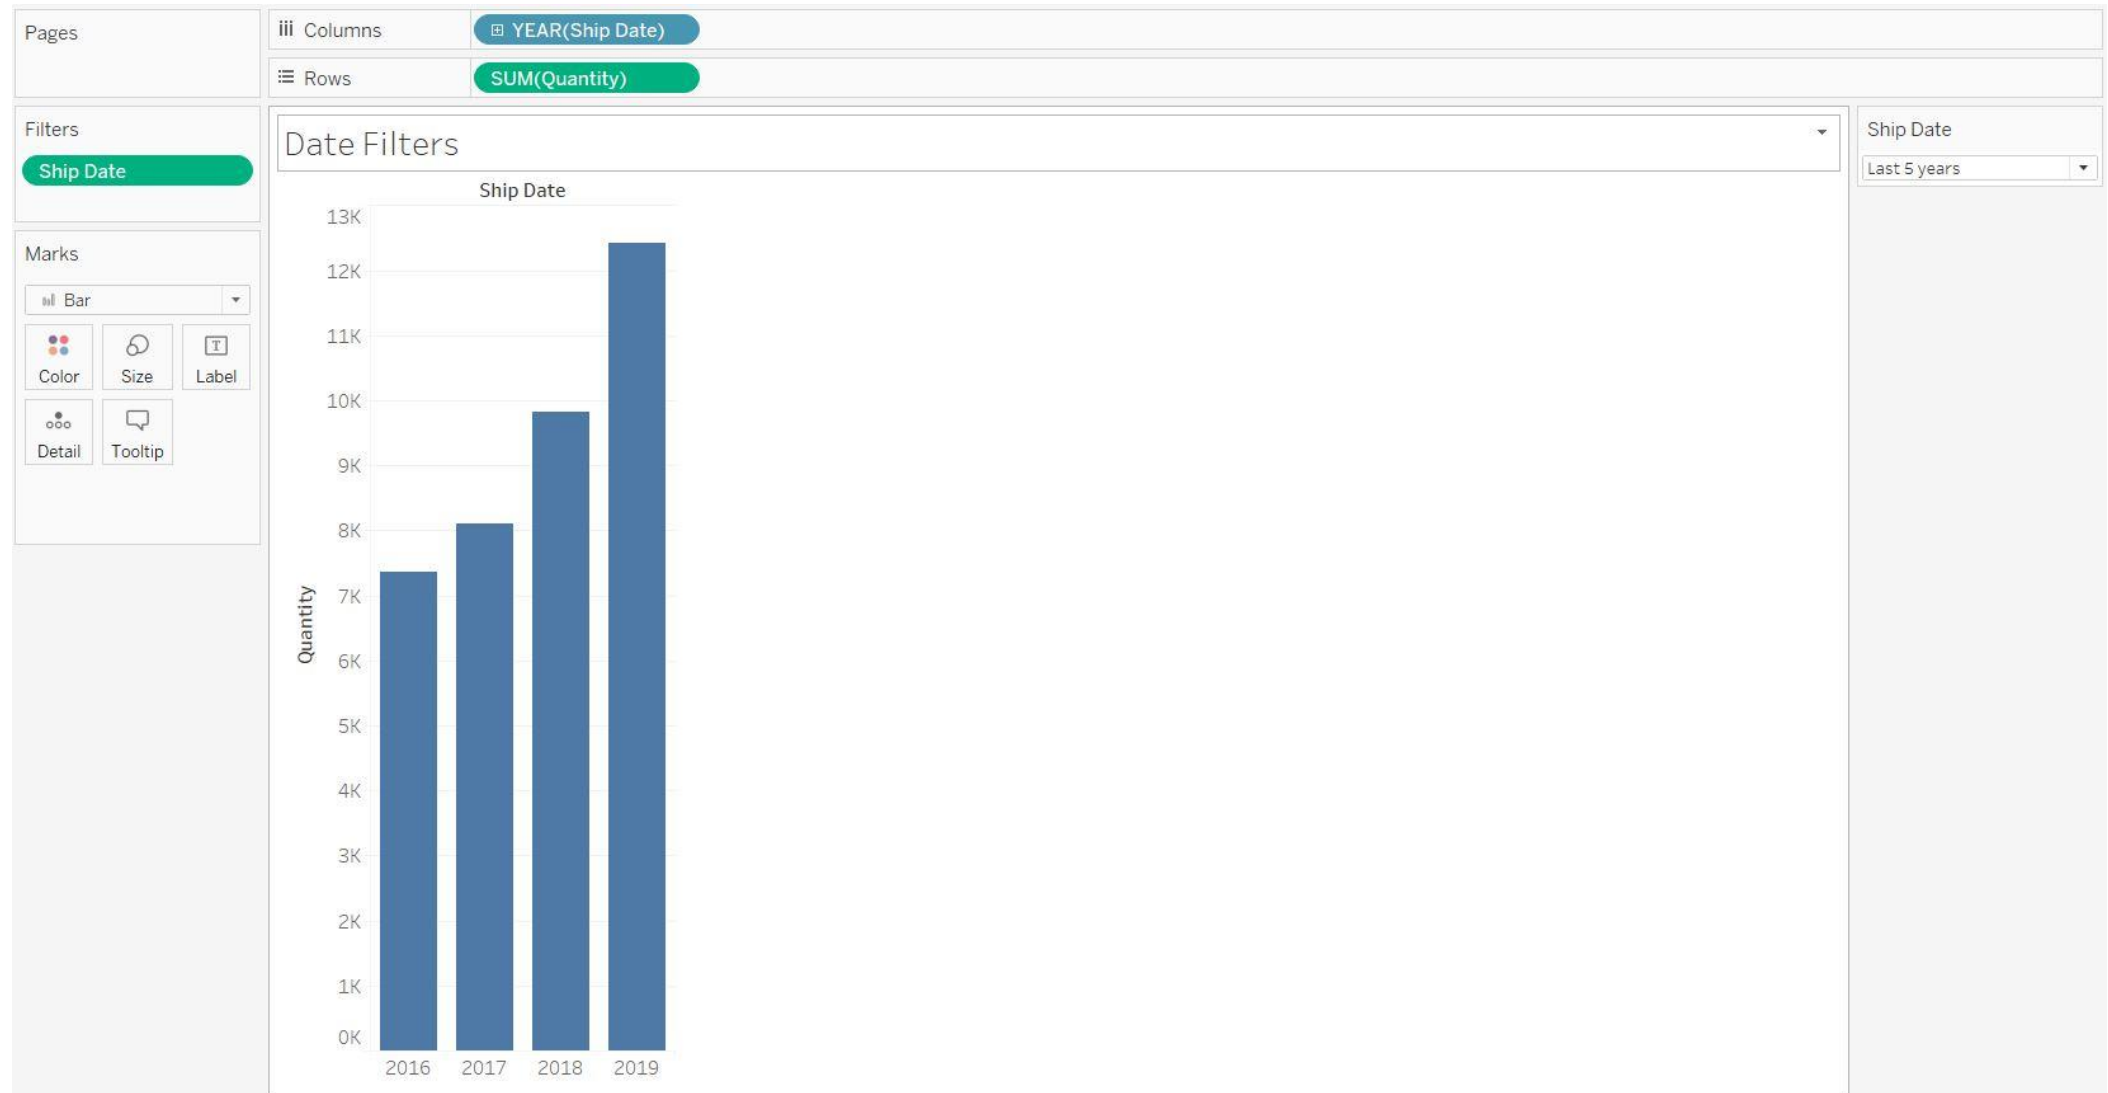 Pages
Columns
YEAR(Ship Date)
Rows
SUM(Quantity)
Filters
Ship Date
Marks
Bar
Color
Size
T
Label
Detail
Tooltip
Date Filters
Ship Date
13K
12K
11K
10K
9K
8K
7K
6K
5K
4K
3K
2K
1K
0K
Quantity
2016 2017 2018 2019
Ship Date
Last 5 years